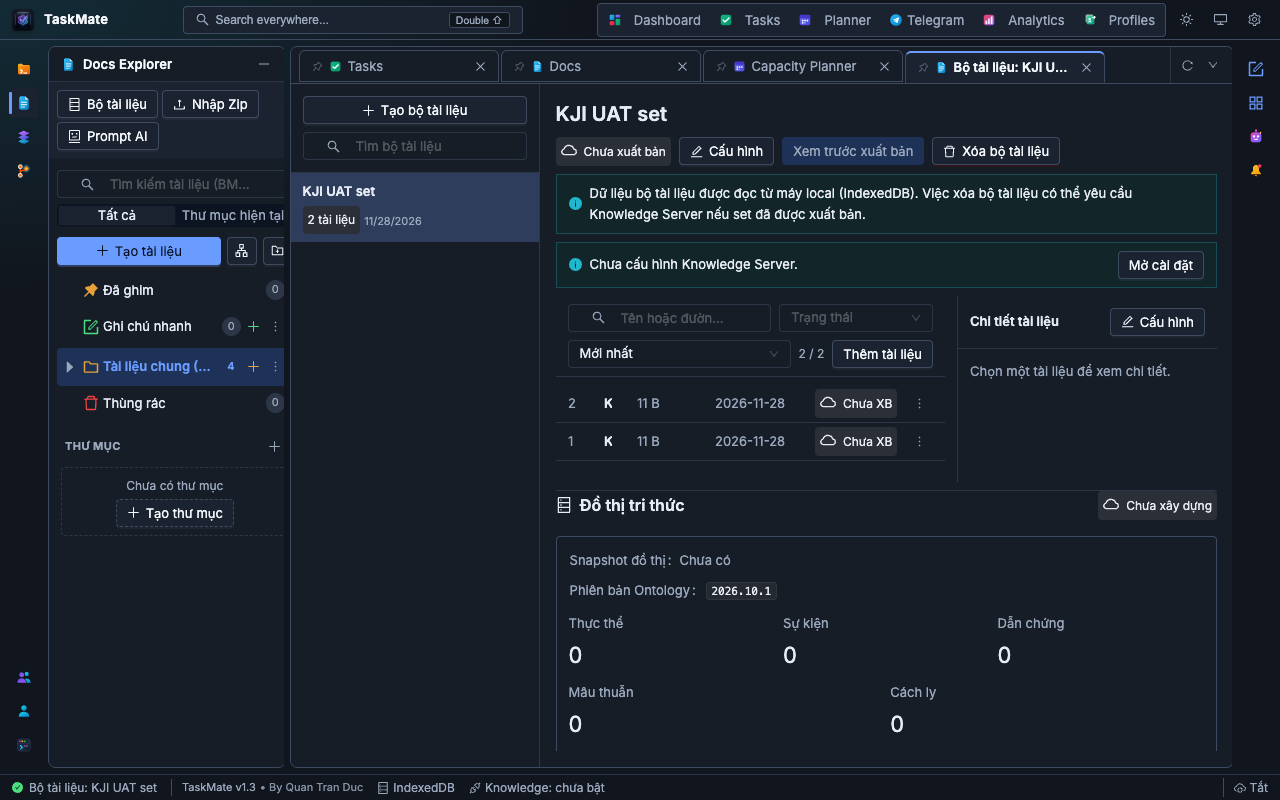 TaskMate
Search everywhere...
Double ⇧
Dashboard
Tasks
Planner
Telegram
Analytics
Profiles
Docs Explorer
Bộ tài liệu
Nhập Zip
Prompt AI
Tìm kiếm tài liệu (BM...
Tất cả
Thư mục hiện tại
Tạo tài liệu
Đã ghim
0
Ghi chú nhanh
0
Tài liệu chung (...
4
Thùng rác
0
THƯ MỤC
Chưa có thư mục
Tạo thư mục
Tasks
Docs
Capacity Planner
Bộ tài liệu: KJI U...
Tạo bộ tài liệu
Tìm bộ tài liệu
KJI UAT set
2 tài liệu
11/28/2026
KJI UAT set
Chưa xuất bản
Cấu hình
Xem trước xuất bản
Xóa bộ tài liệu
Dữ liệu bộ tài liệu được đọc từ máy local (IndexedDB). Việc xóa bộ tài liệu có thể yêu cầu
Knowledge Server nếu set đã được xuất bản.
Chưa cấu hình Knowledge Server.
Mở cài đặt
Tên hoặc đườn...
Trạng thái
Mới nhất
2 / 2
Thêm tài liệu
2 K 11 B 2026-11-28 Chưa XB
1 K 11 B 2026-11-28 Chưa XB
Chi tiết tài liệu
Cấu hình
Chọn một tài liệu để xem chi tiết.
Đồ thị tri thức
Chưa xây dựng
Snapshot đồ thị: Chưa có
Phiên bản Ontology: 2026.10.1
Thực thể
0
Sự kiện
0
Dẫn chứng
0
Mâu thuẫn
0
Cách ly
0
Bộ tài liệu: KJI UAT set
TaskMate v1.3 • By Quan Tran Duc
IndexedDB
Knowledge: chưa bật
Tắt